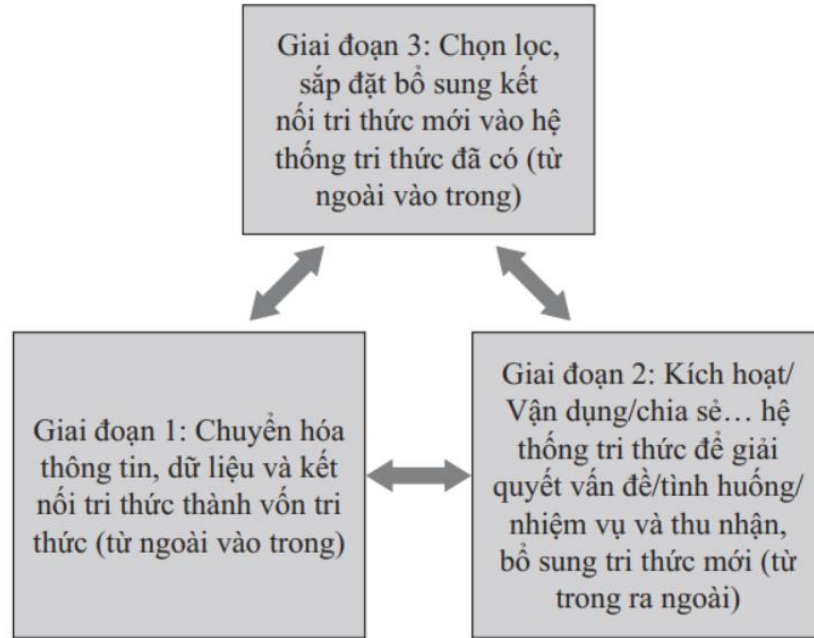 Giai đoạn 3: Chọn lọc,
sắp đặt bổ sung kết
nối tri thức mới vào hệ
thống tri thức đã có (từ
ngoài vào trong)
Giai đoạn 1: Chuyển hóa
thông tin, dữ liệu và kết
nối tri thức thành vốn tri
thức (từ ngoài vào trong)
Giai đoạn 2: Kích hoạt/
Vận dụng/chia sẻ… hệ
thống tri thức để giải
quyết vấn đề/tình huống/
nhiệm vụ và thu nhận,
bổ sung tri thức mới (từ
trong ra ngoài)